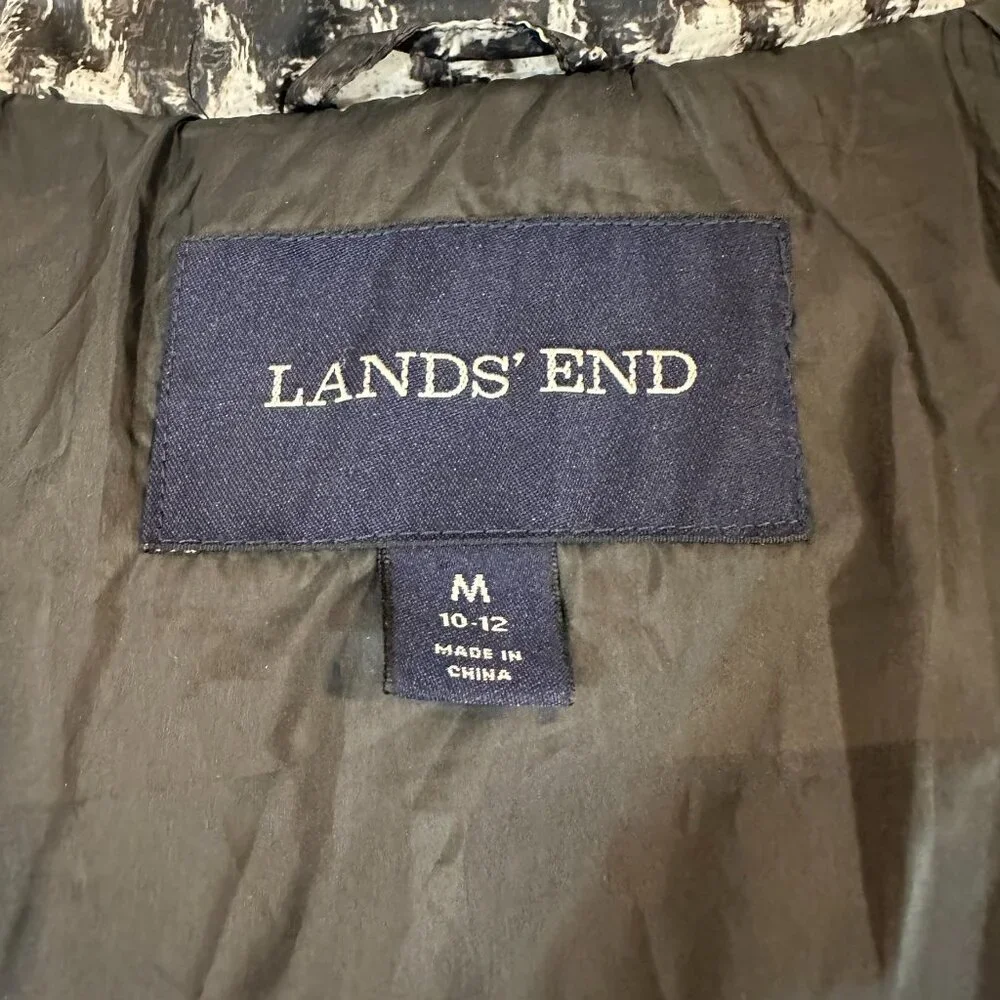 LANDS' END
M
10-12
MADE IN
CHINA